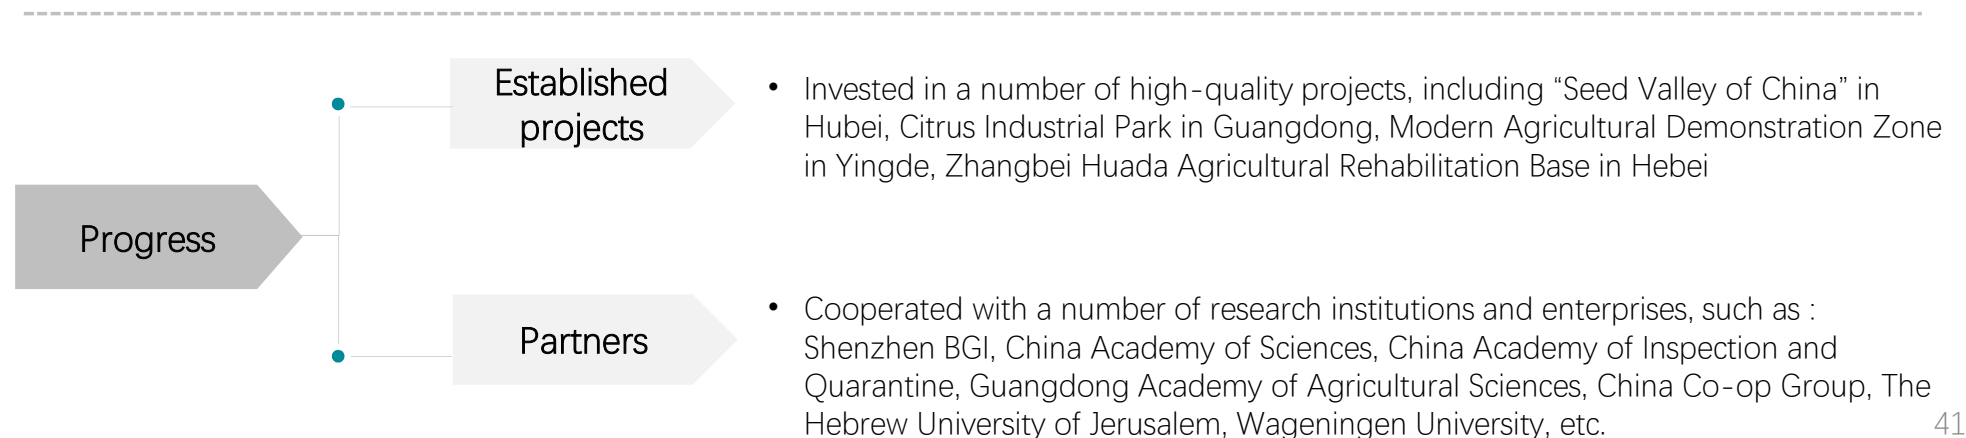 Progress
Established
projects
• Invested in a number of high-quality projects, including “Seed Valley of China” in
Hubei, Citrus Industrial Park in Guangdong, Modern Agricultural Demonstration Zone
in Yingde, Zhangbei Huada Agricultural Rehabilitation Base in Hebei
Partners
• Cooperated with a number of research institutions and enterprises, such as :
Shenzhen BGI, China Academy of Sciences, China Academy of Inspection and
Quarantine, Guangdong Academy of Agricultural Sciences, China Co-op Group, The
Hebrew University of Jerusalem, Wageningen University, etc.
41